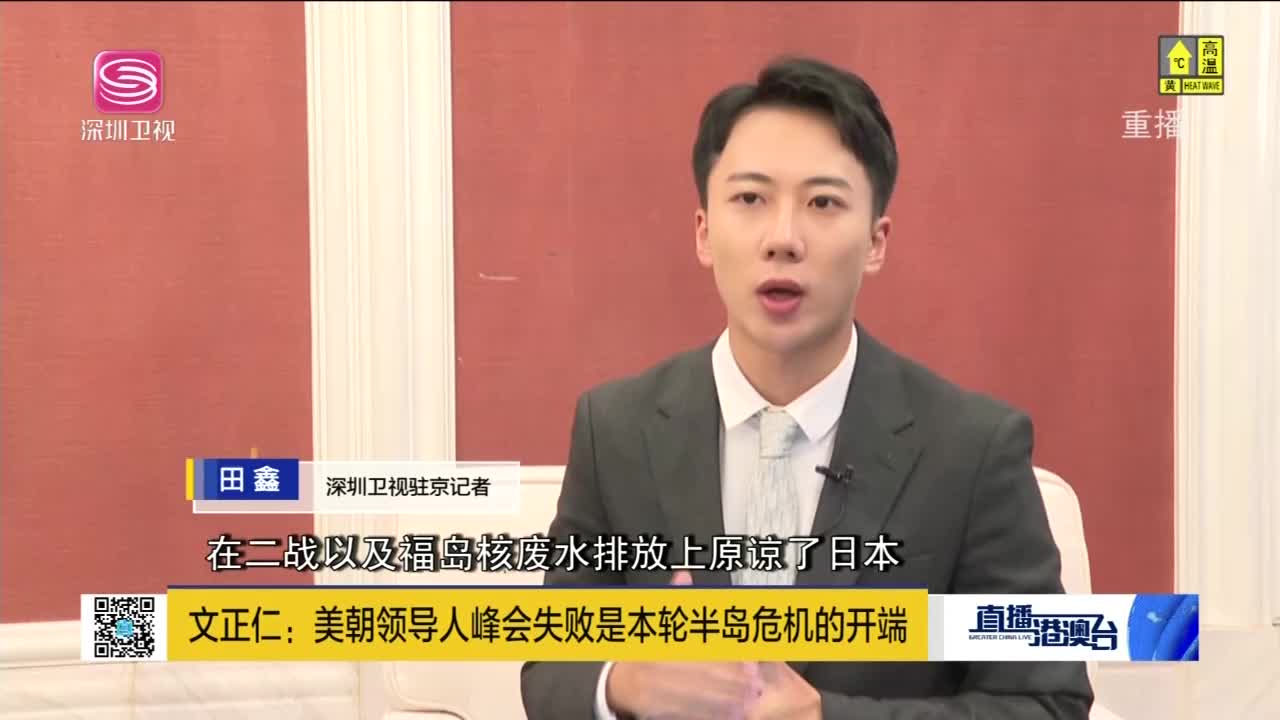 深圳卫视
高温
℃
黄 HEAT WAVE
重播
田鑫
深圳卫视驻京记者
在二战以及福岛核废水排放上原谅了日本
文正仁：美朝领导人峰会失败是本轮半岛危机的开端
直播港澳台
GREATER CHINA LIVE